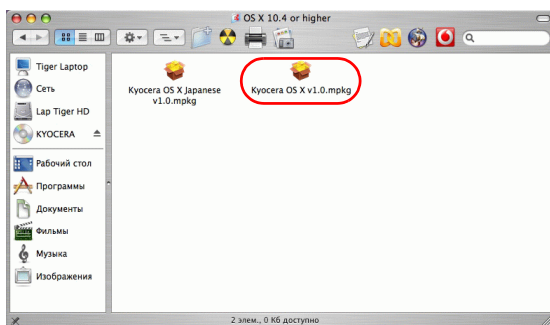 OS X 10.4 or higher
Tiger Laptop
Сеть
Lap Tiger HD
KYOCERA
Рабочий стол
Программы
Документы
Фильмы
Музыка
Изображения
Kyocera OS X Japanese
v1.0.mpkg
Kyocera OS X v1.0.mpkg
2 элем., 0 Кб доступно